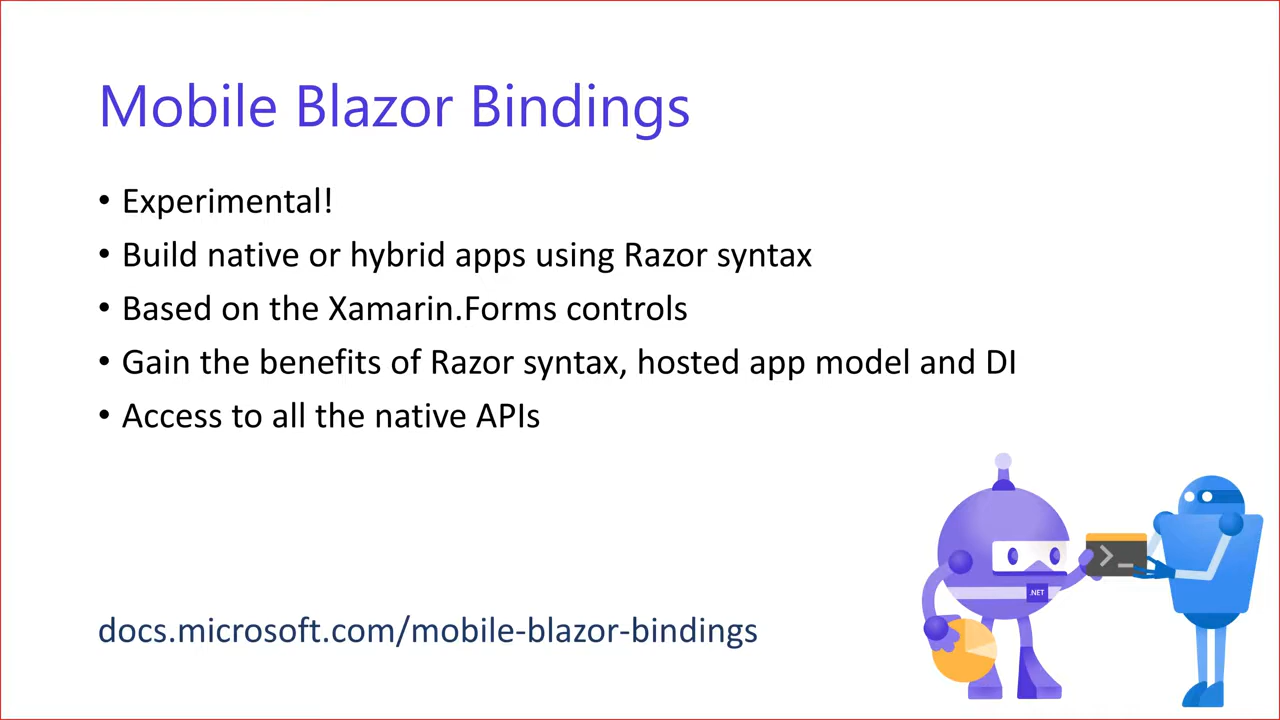 Mobile Blazor Bindings
• Experimental!
• Build native or hybrid apps using Razor syntax
• Based on the Xamarin.Forms controls
• Gain the benefits of Razor syntax, hosted app model and DI
• Access to all the native APIs
>_
.NET
docs.microsoft.com/mobile-blazor-bindings